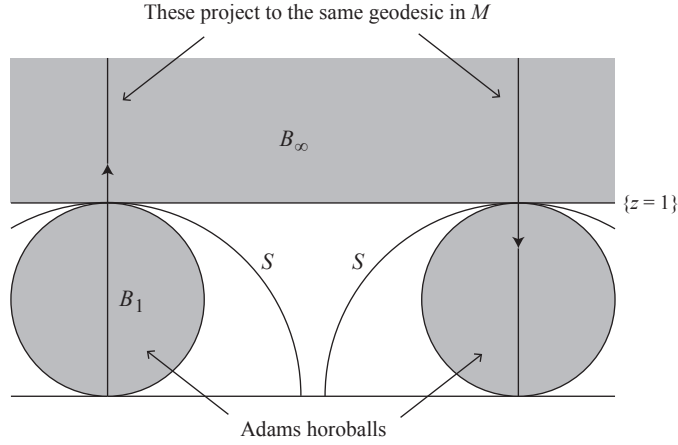 These project to the same geodesic in M
B∞
{z = 1}
S S
B1
Adams horoballs